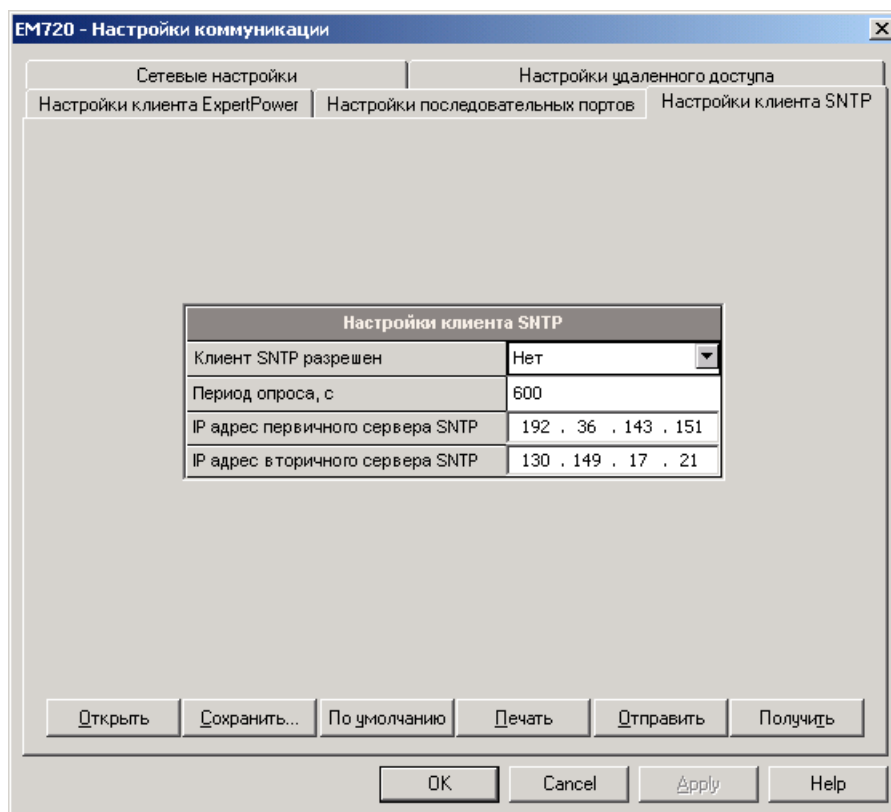 EM720 - Настройки коммуникации
Сетевые настройки
Настройки удаленного доступа
Настройки клиента ExpertPower
Настройки последовательных портов
Настройки клиента SNTP
Настройки клиента SNTP
Клиент SNTP разрешен Нет
Период опроса, с 600
IP адрес первичного сервера SNTP 192 . 36 . 143 . 151
IP адрес вторичного сервера SNTP 130 . 149 . 17 . 21
Открыть Сохранить... По умолчанию Печать Отправить Получить
OK Cancel Apply Help